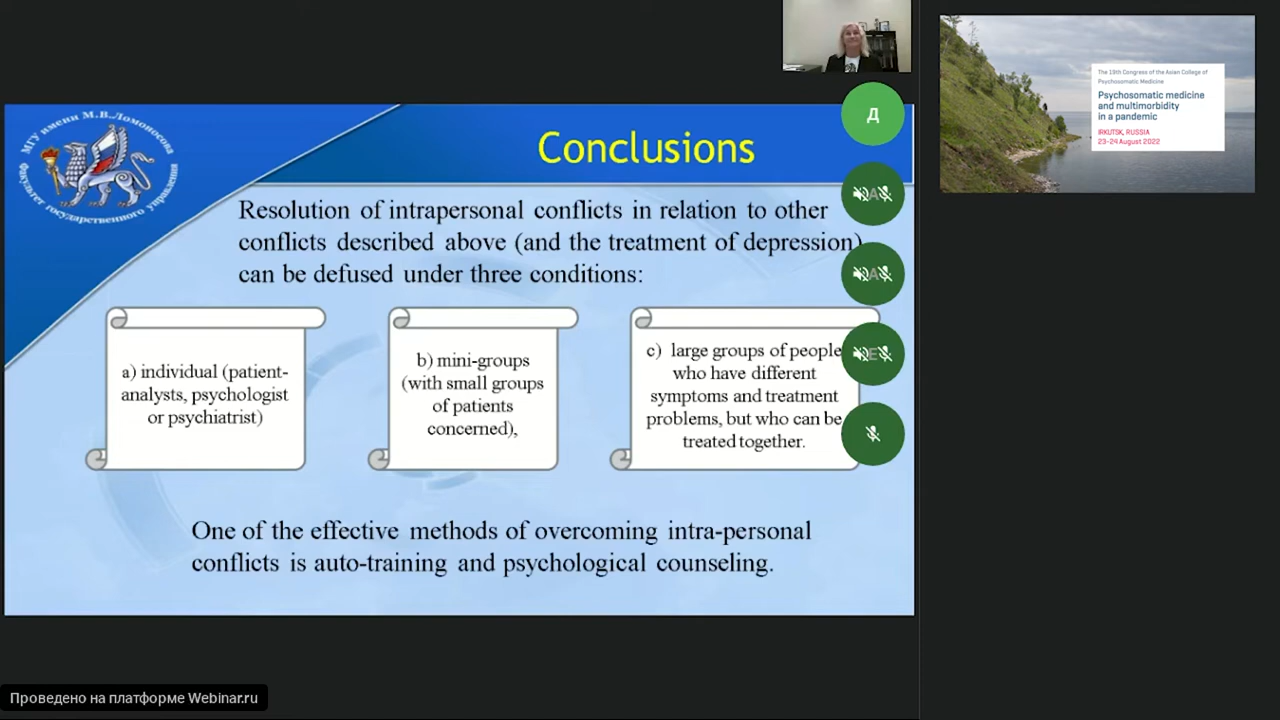 МГУ имени М.В.Ломоносова
факультет государственного управления
Conclusions
Resolution of intrapersonal conflicts in relation to other
conflicts described above (and the treatment of depression)
can be defused under three conditions:
a) individual (patient-
analysts, psychologist
or psychiatrist)
b) mini-groups
(with small groups
of patients
concerned),
c) large groups of people
who have different
symptoms and treatment
problems, but who can be
treated together.
One of the effective methods of overcoming intra-personal
conflicts is auto-training and psychological counseling.
Д
A
A
E
The 19th Congress of the Asian College of
Psychosomatic Medicine
Psychosomatic medicine
and multimorbidity
in a pandemic
IRKUTSK, RUSSIA
23-24 August 2022
Проведено на платформе Webinar.ru